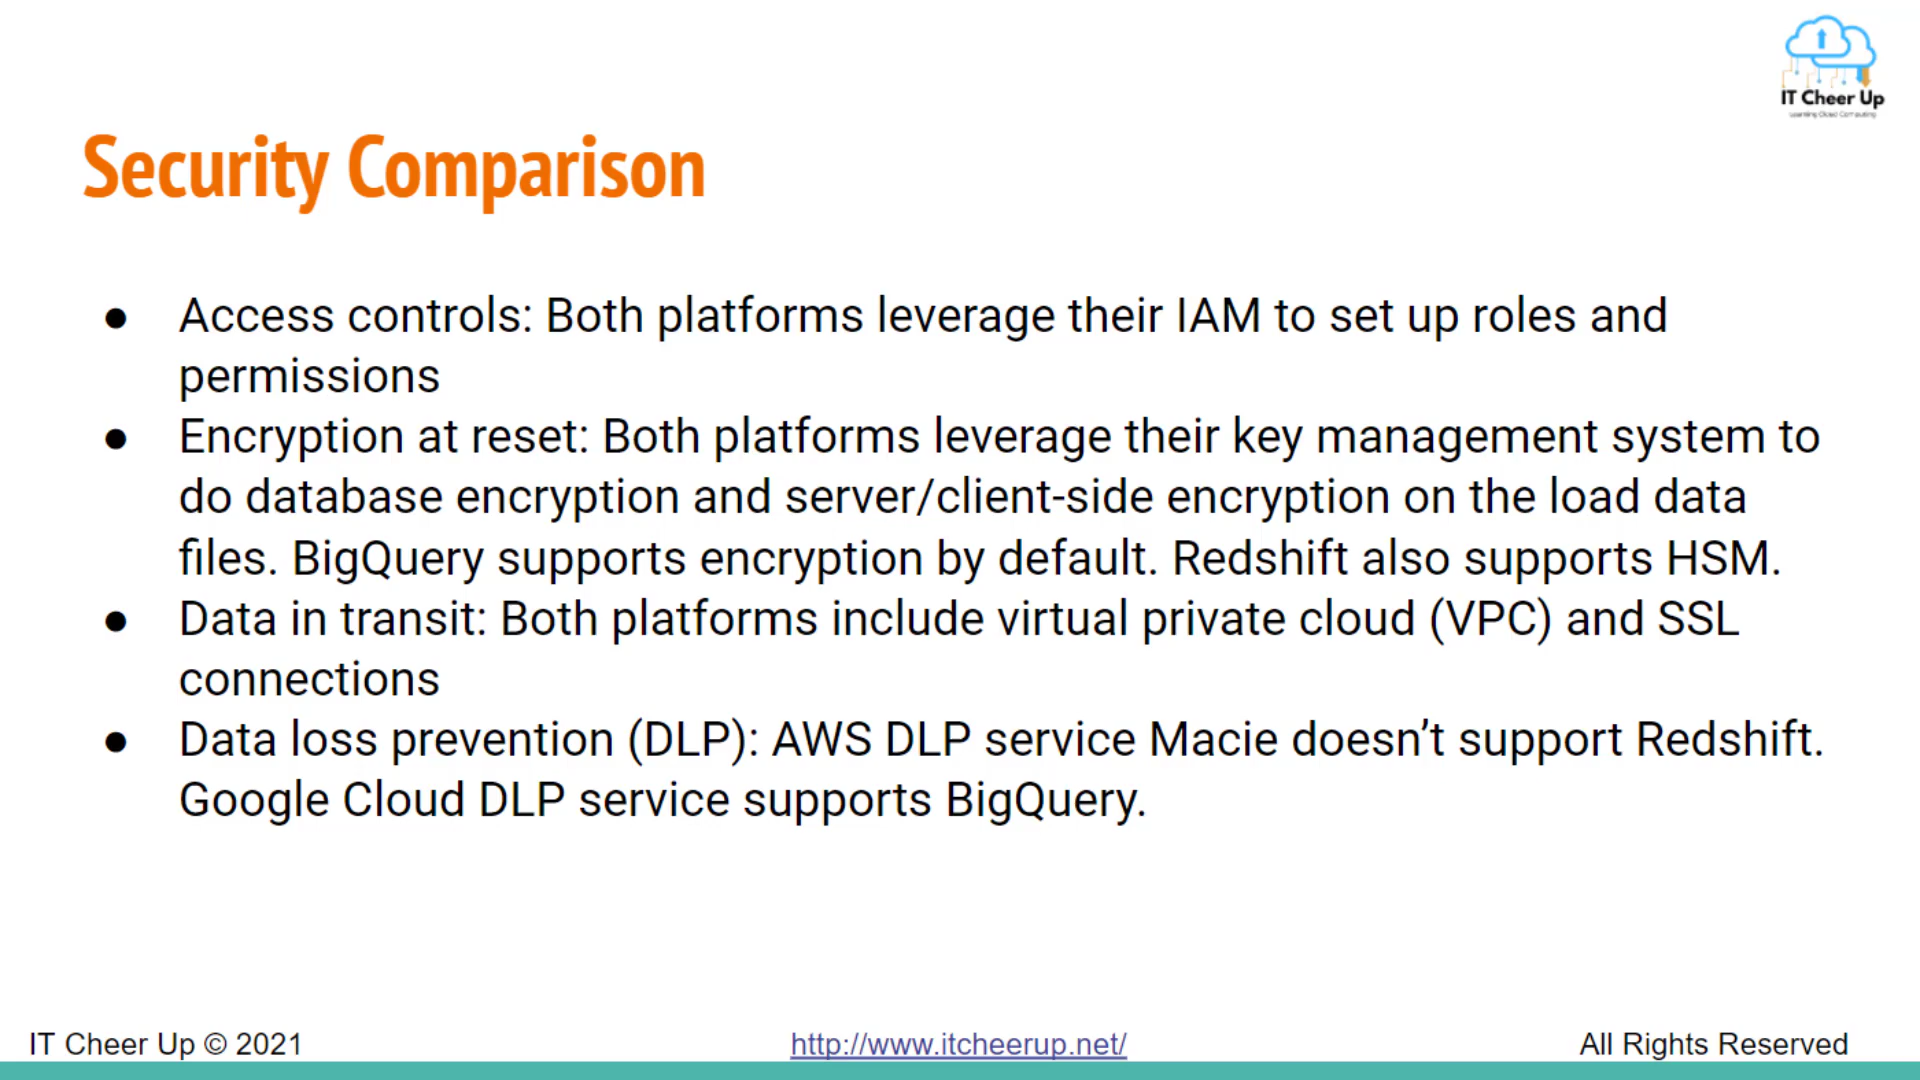 IT Cheer Up
Learning Cloud Computing
Security Comparison
● Access controls: Both platforms leverage their IAM to set up roles and
permissions
● Encryption at reset: Both platforms leverage their key management system to
do database encryption and server/client-side encryption on the load data
files. BigQuery supports encryption by default. Redshift also supports HSM.
● Data in transit: Both platforms include virtual private cloud (VPC) and SSL
connections
● Data loss prevention (DLP): AWS DLP service Macie doesn’t support Redshift.
Google Cloud DLP service supports BigQuery.
IT Cheer Up © 2021
http://www.itcheerup.net/
All Rights Reserved